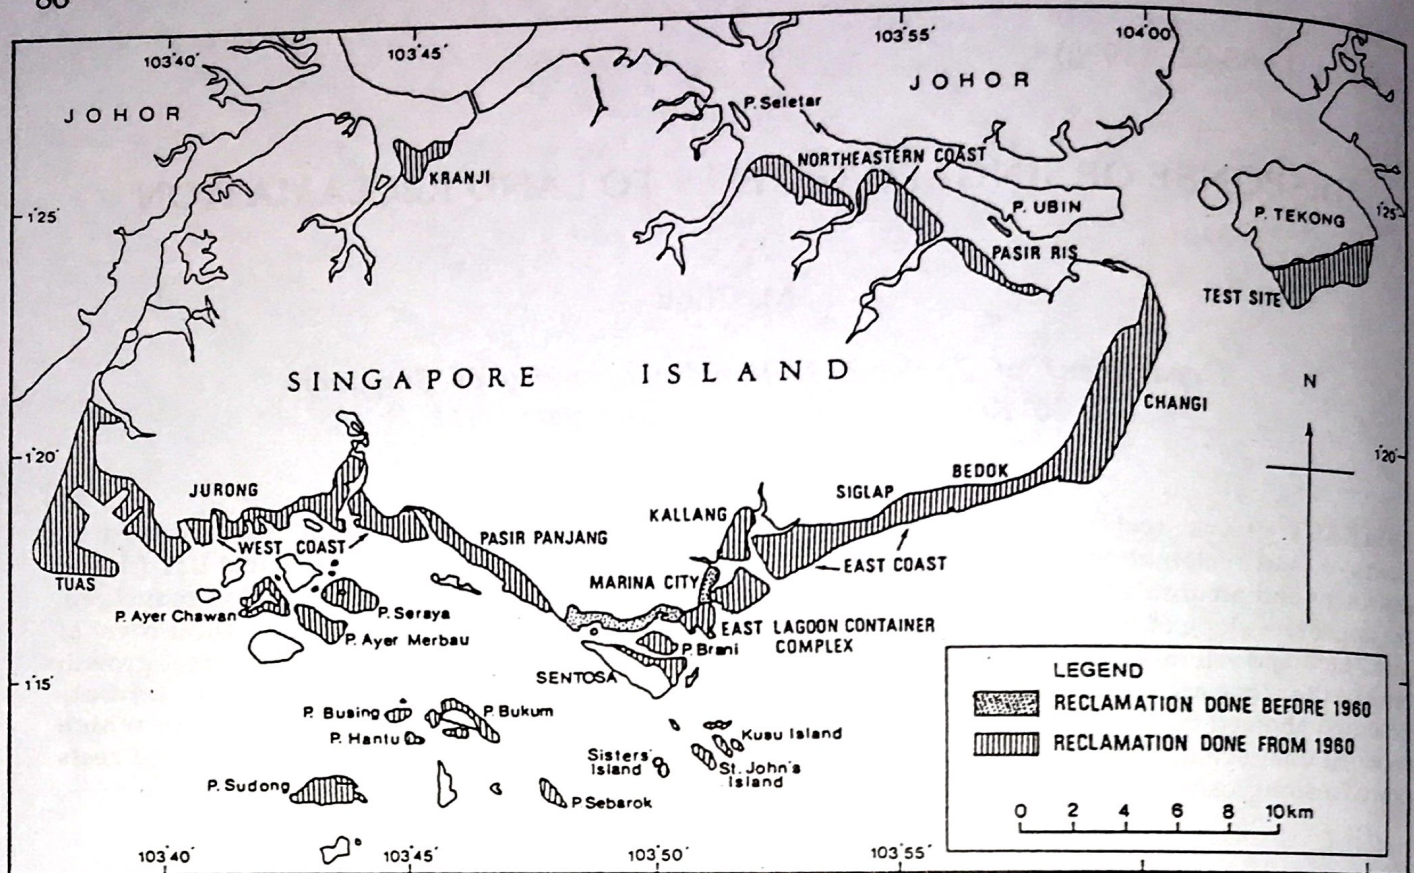 103°40'
103°45'
103°55'
104°00'
JOHOR
JOHOR
P. Seletar
NORTHEASTERN COAST
KRANJI
1°25'
P. UBIN
P. TEKONG
1°25'
PASIR RIS
TEST SITE
SINGAPORE ISLAND
N
CHANGI
1°20'
1°20'
BEDOK
SIGLAP
JURONG
KALLANG
PASIR PANJANG
WEST COAST
EAST COAST
TUAS
MARINA CITY
P. Ayer Chawan
P. Seraya
P. Ayer Merbau
EAST LAGOON CONTAINER
COMPLEX
P. Brani
SENTOSA
1°15'
P. Busing
P. Bukum
P. Hantu
Kusu Island
Sisters'
Island
St. John's
Island
P. Sudong
P. Sebarok
LEGEND
RECLAMATION DONE BEFORE 1960
RECLAMATION DONE FROM 1960
0 2 4 6 8 10km
103°40'
103°45'
103°50'
103°55'